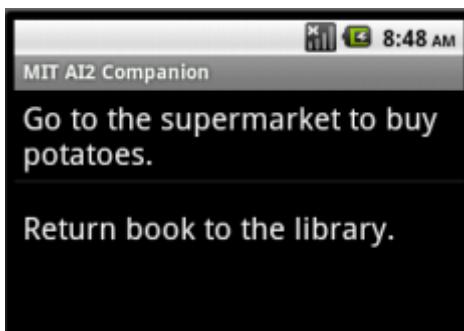 8:48 AM
MIT AI2 Companion
Go to the supermarket to buy
potatoes.
Return book to the library.